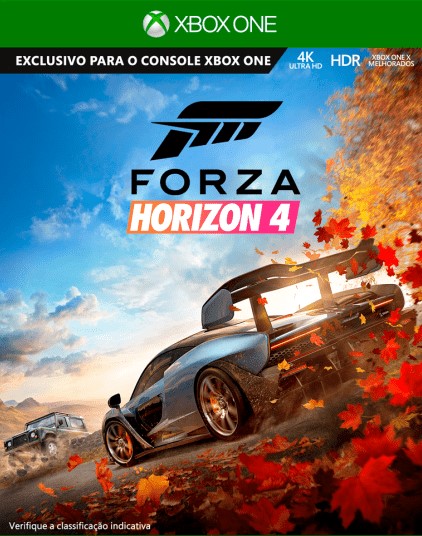 XBOX ONE
EXCLUSIVO PARA O CONSOLE XBOX ONE
4K
ULTRA HD
HDR
XBOX ONE X
MELHORADOS
FORZA
HORIZON 4
Verifique a classificação indicativa